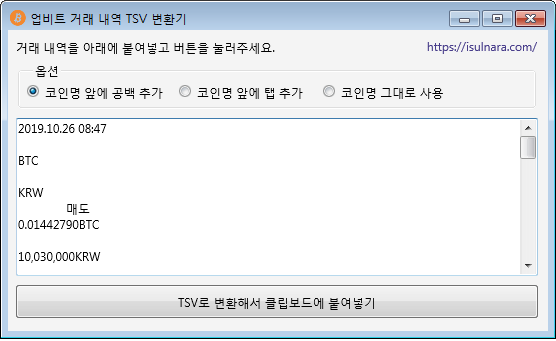 업비트 거래 내역 TSV 변환기
거래 내역을 아래에 붙여넣고 버튼을 눌러주세요. https://isulnara.com/
옵션
코인명 앞에 공백 추가 코인명 앞에 탭 추가 코인명 그대로 사용
2019.10.26 08:47
BTC
KRW
매도
0.01442790BTC
10,030,000KRW
TSV로 변환해서 클립보드에 붙여넣기